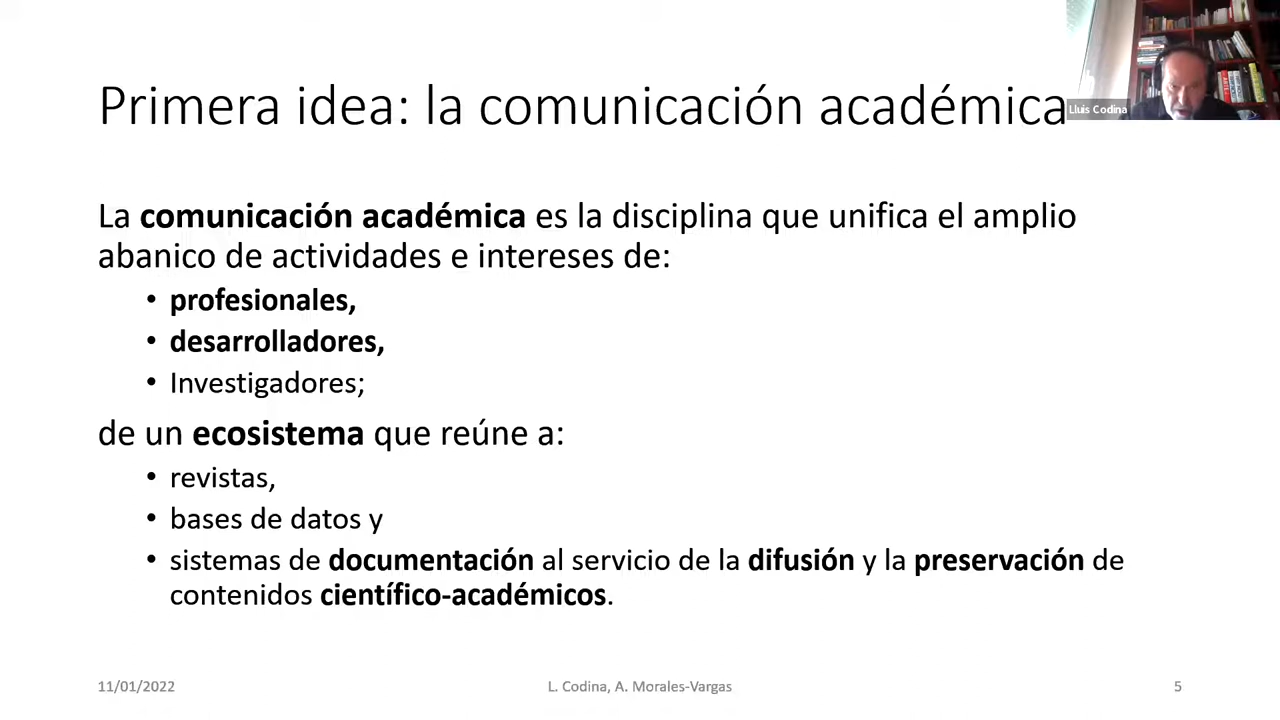 Primera idea: la comunicación académica
Lluis Codina
La comunicación académica es la disciplina que unifica el amplio
abanico de actividades e intereses de:
• profesionales,
• desarrolladores,
• Investigadores;
de un ecosistema que reúne a:
• revistas,
• bases de datos y
• sistemas de documentación al servicio de la difusión y la preservación de
contenidos científico-académicos.
11/01/2022
L. Codina, A. Morales-Vargas
5